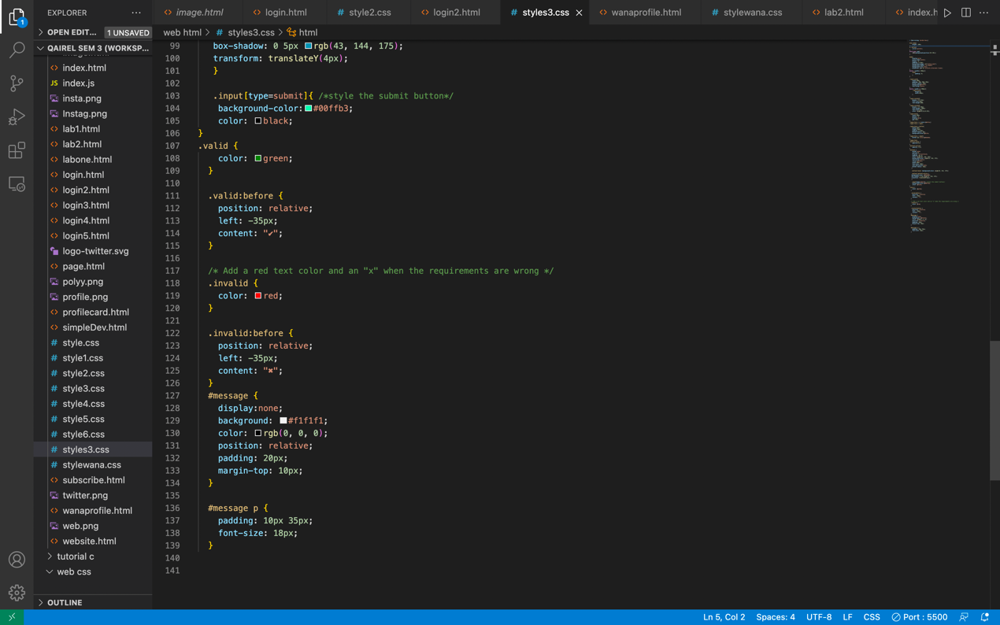 EXPLORER
image.html
login.html
style2.css
login2.html
styles3.css
wanaprofile.html
stylewana.css
lab2.html
index.h
OPEN EDIT... 1 UNSAVED
web html > styles3.css > html
QAIREL SEM 3 (WORKSP...
index.html
index.js
insta.png
Instag.png
lab1.html
lab2.html
labone.html
login.html
login2.html
login3.html
login4.html
login5.html
logo-twitter.svg
page.html
polyy.png
profile.png
profilecard.html
simpleDev.html
style.css
style1.css
style2.css
style3.css
style4.css
style5.css
style6.css
styles3.css
stylewana.css
subscribe.html
twitter.png
wanaprofile.html
web.png
website.html
tutorial c
web css
OUTLINE
99 box-shadow: 0 5px rgb(43, 144, 175);
100 transform: translateY(4px);
101 }
102
103 .input[type=submit]{ /*style the submit button*/
104 background-color: #00ffb3;
105 color: black;
106 }
107 .valid {
108 color: green;
109 }
110
111 .valid:before {
112 position: relative;
113 left: -35px;
114 content: "✔";
115 }
116
117 /* Add a red text color and an "x" when the requirements are wrong */
118 .invalid {
119 color: red;
120 }
121
122 .invalid:before {
123 position: relative;
124 left: -35px;
125 content: "✖";
126 }
127 #message {
128 display:none;
129 background: #f1f1f1;
130 color: rgb(0, 0, 0);
131 position: relative;
132 padding: 20px;
133 margin-top: 10px;
134 }
135
136 #message p {
137 padding: 10px 35px;
138 font-size: 18px;
139 }
140
141
Ln 5, Col 2 Spaces: 4 UTF-8 LF CSS Port : 5500